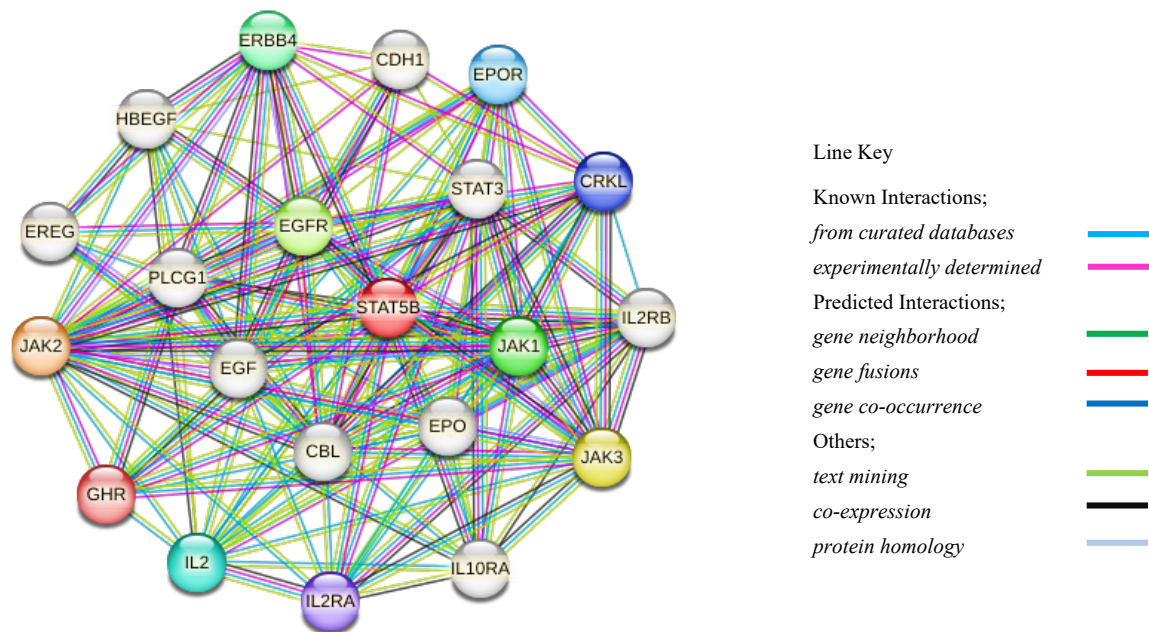 ERBB4
CDH1
EPOR
HBEGF
STAT3
CRKL
EGFR
EREG
PLCG1
STAT5B
IL2RB
JAK2
JAK1
EGF
EPO
CBL
JAK3
GHR
IL2
IL10RA
IL2RA
Line Key
Known Interactions;
from curated databases
experimentally determined
Predicted Interactions;
gene neighborhood
gene fusions
gene co-occurrence
Others;
text mining
co-expression
protein homology